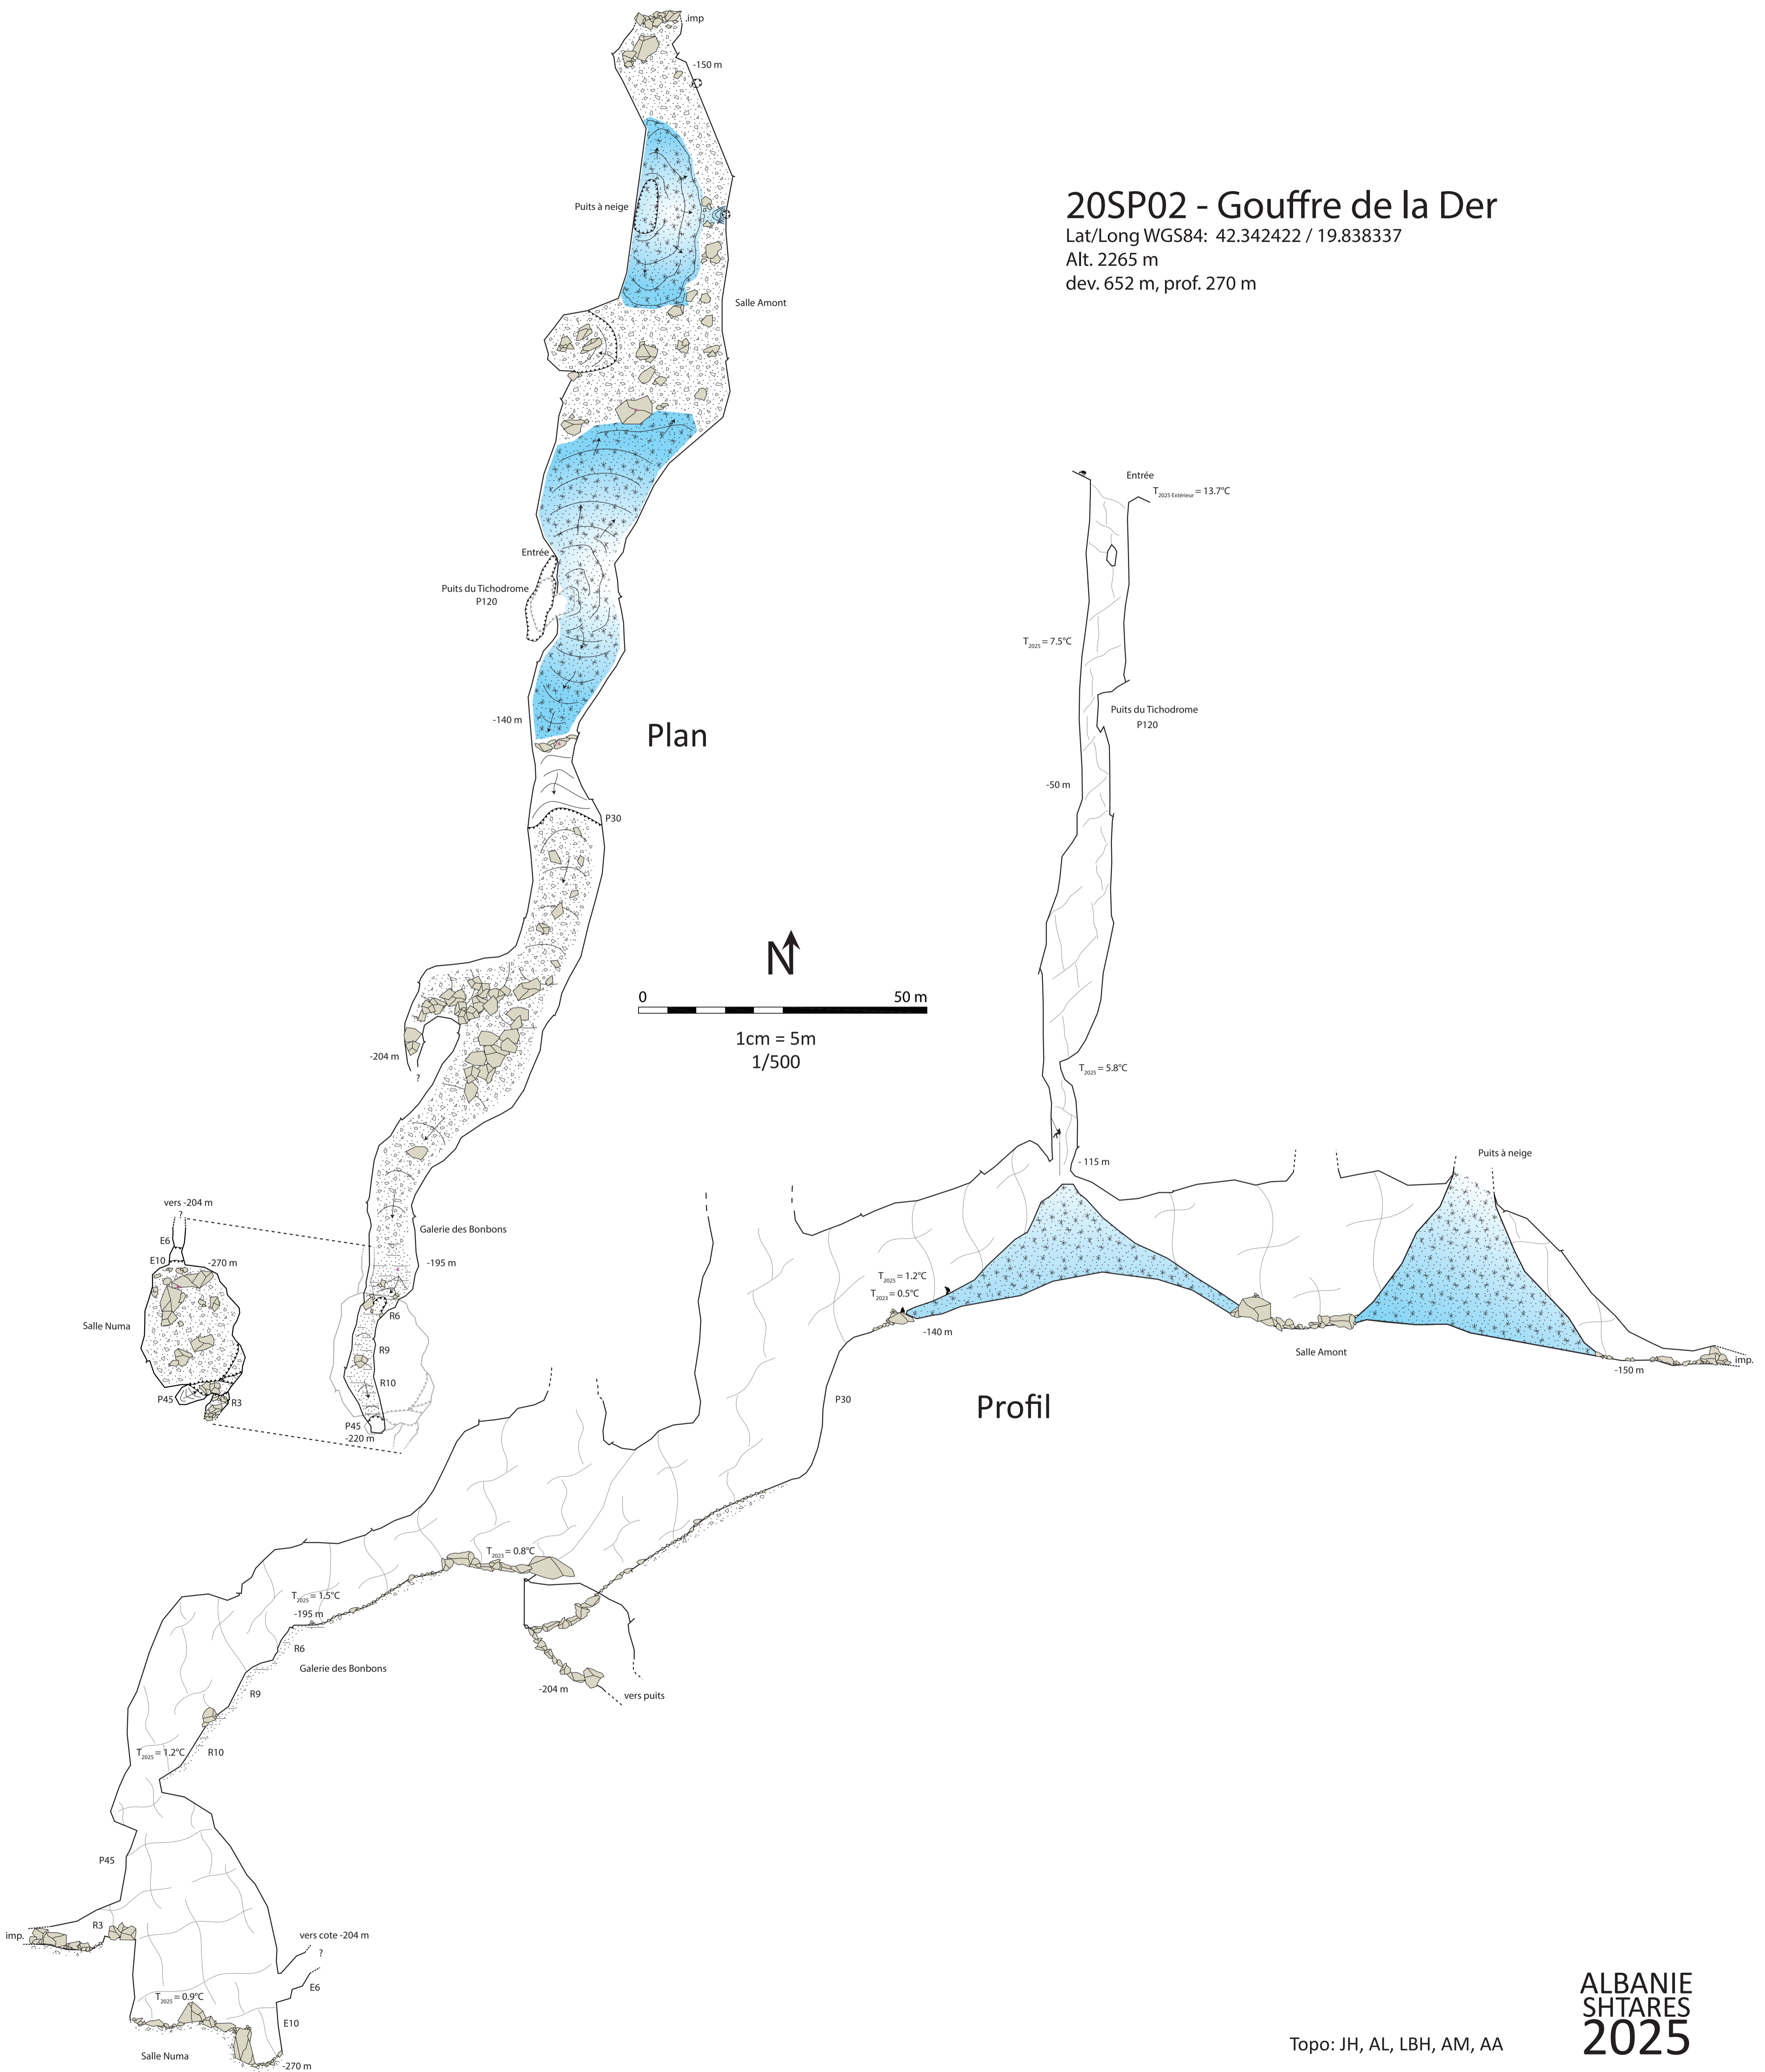 .imp
-150 m
Puits à neige
Salle Amont
Entrée
Puits du Tichodrome
P120
-140 m
Plan
P30
-204 m
?
Galerie des Bonbons
-195 m
R6
R9
R10
P45
-220 m
vers -204 m
?
E6
E10
-270 m
Salle Numa
P45
R3
20SP02 - Gouffre de la Der
Lat/Long WGS84: 42.342422 / 19.838337
Alt. 2265 m
dev. 652 m, prof. 270 m
N
0 50 m
1cm = 5m
1/500
Entrée
T2025 Extérieur = 13.7°C
T2025 = 7.5°C
Puits du Tichodrome
P120
-50 m
T2025 = 5.8°C
- 115 m
Puits à neige
T2025 = 1.2°C
T2023 = 0.5°C
-140 m
Salle Amont
-150 m
imp.
P30
Profil
T2023 = 0.8°C
T2025 = 1.5°C
-195 m
R6
Galerie des Bonbons
R9
-204 m
vers puits
T2025 = 1.2°C
R10
P45
R3
imp.
vers cote -204 m
?
E6
T2025 = 0.9°C
E10
Salle Numa
-270 m
Topo: JH, AL, LBH, AM, AA
ALBANIE
SHTARES
2025